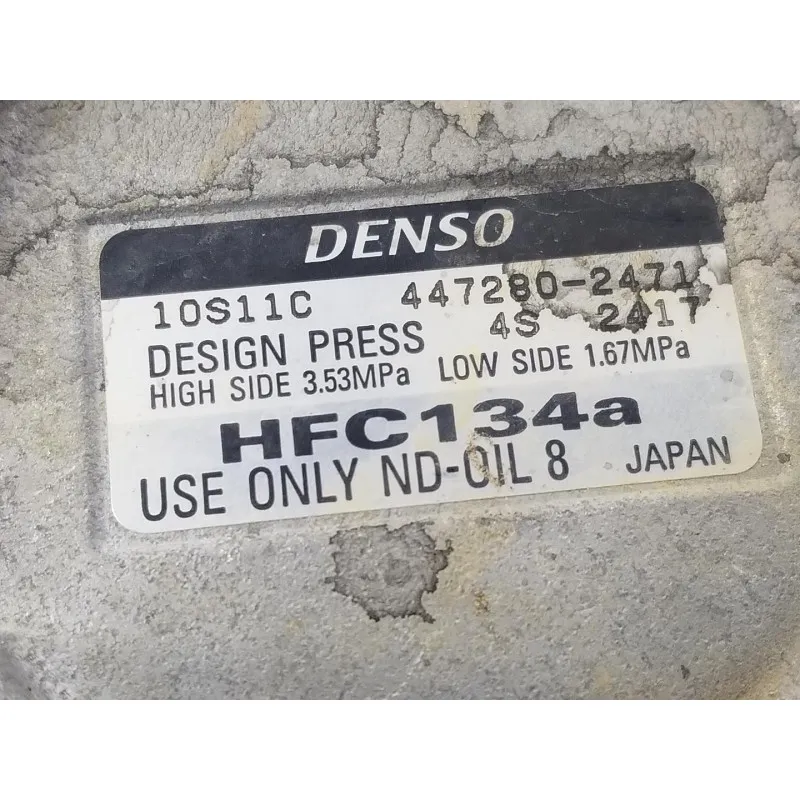 DENSO
10S11C 447280-2471
4S 2417
DESIGN PRESS
HIGH SIDE 3.53MPa LOW SIDE 1.67MPa
HFC134a
USE ONLY ND-OIL 8 JAPAN